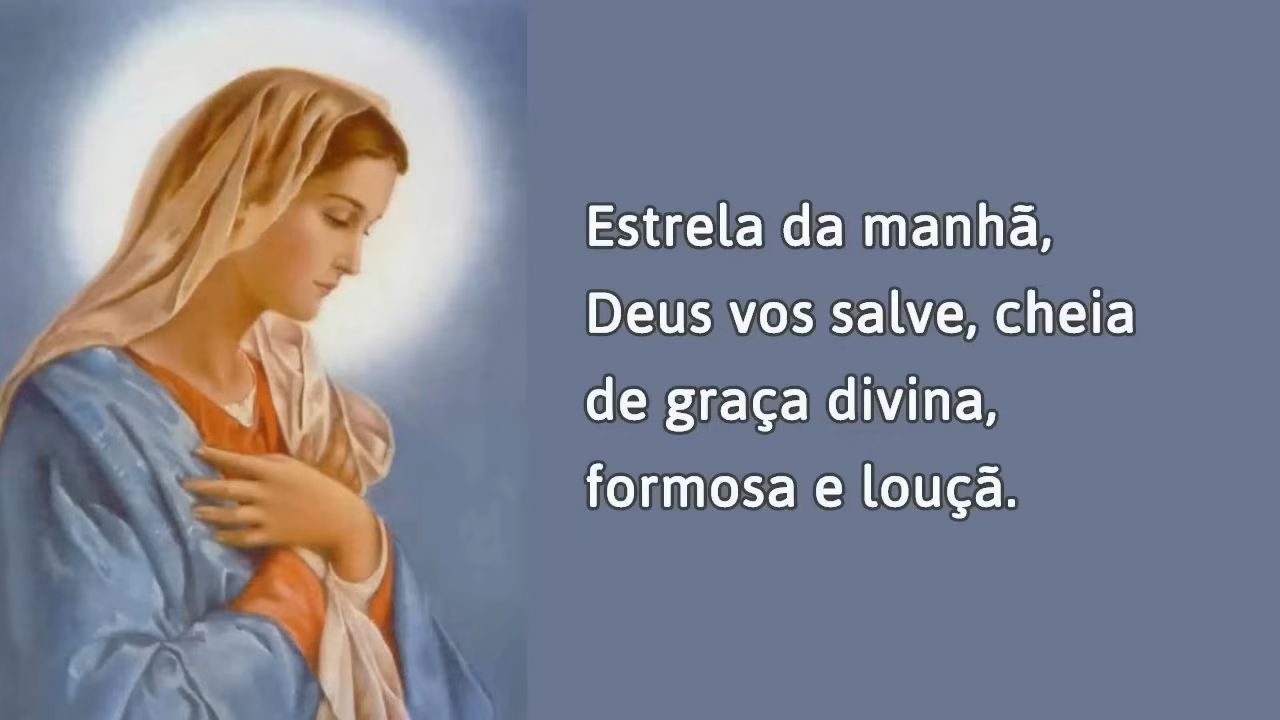 Estrela da manhã,
Deus vos salve, cheia
de graça divina,
formosa e louçã.